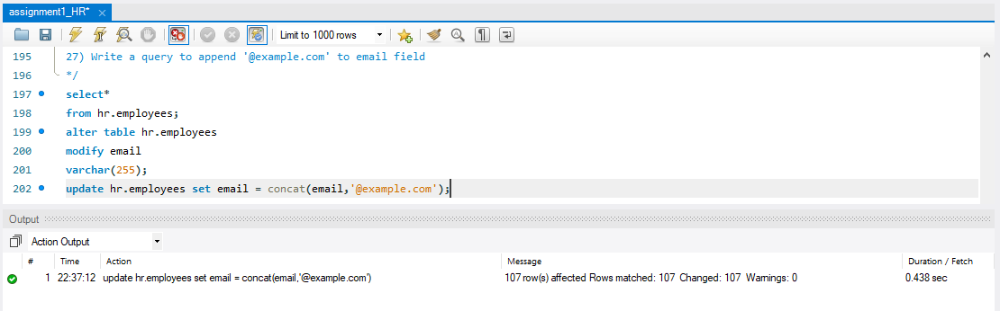 assignment1_HR* ×
Limit to 1000 rows
195 27) Write a query to append '@example.com' to email field
196 */
197 select*
198 from hr.employees;
199 alter table hr.employees
200 modify email
201 varchar(255);
202 update hr.employees set email = concat(email,'@example.com');
Output
Action Output
# Time Action Message Duration / Fetch
1 22:37:12 update hr.employees set email = concat(email,'@example.com') 107 row(s) affected Rows matched: 107 Changed: 107 Warnings: 0 0.438 sec